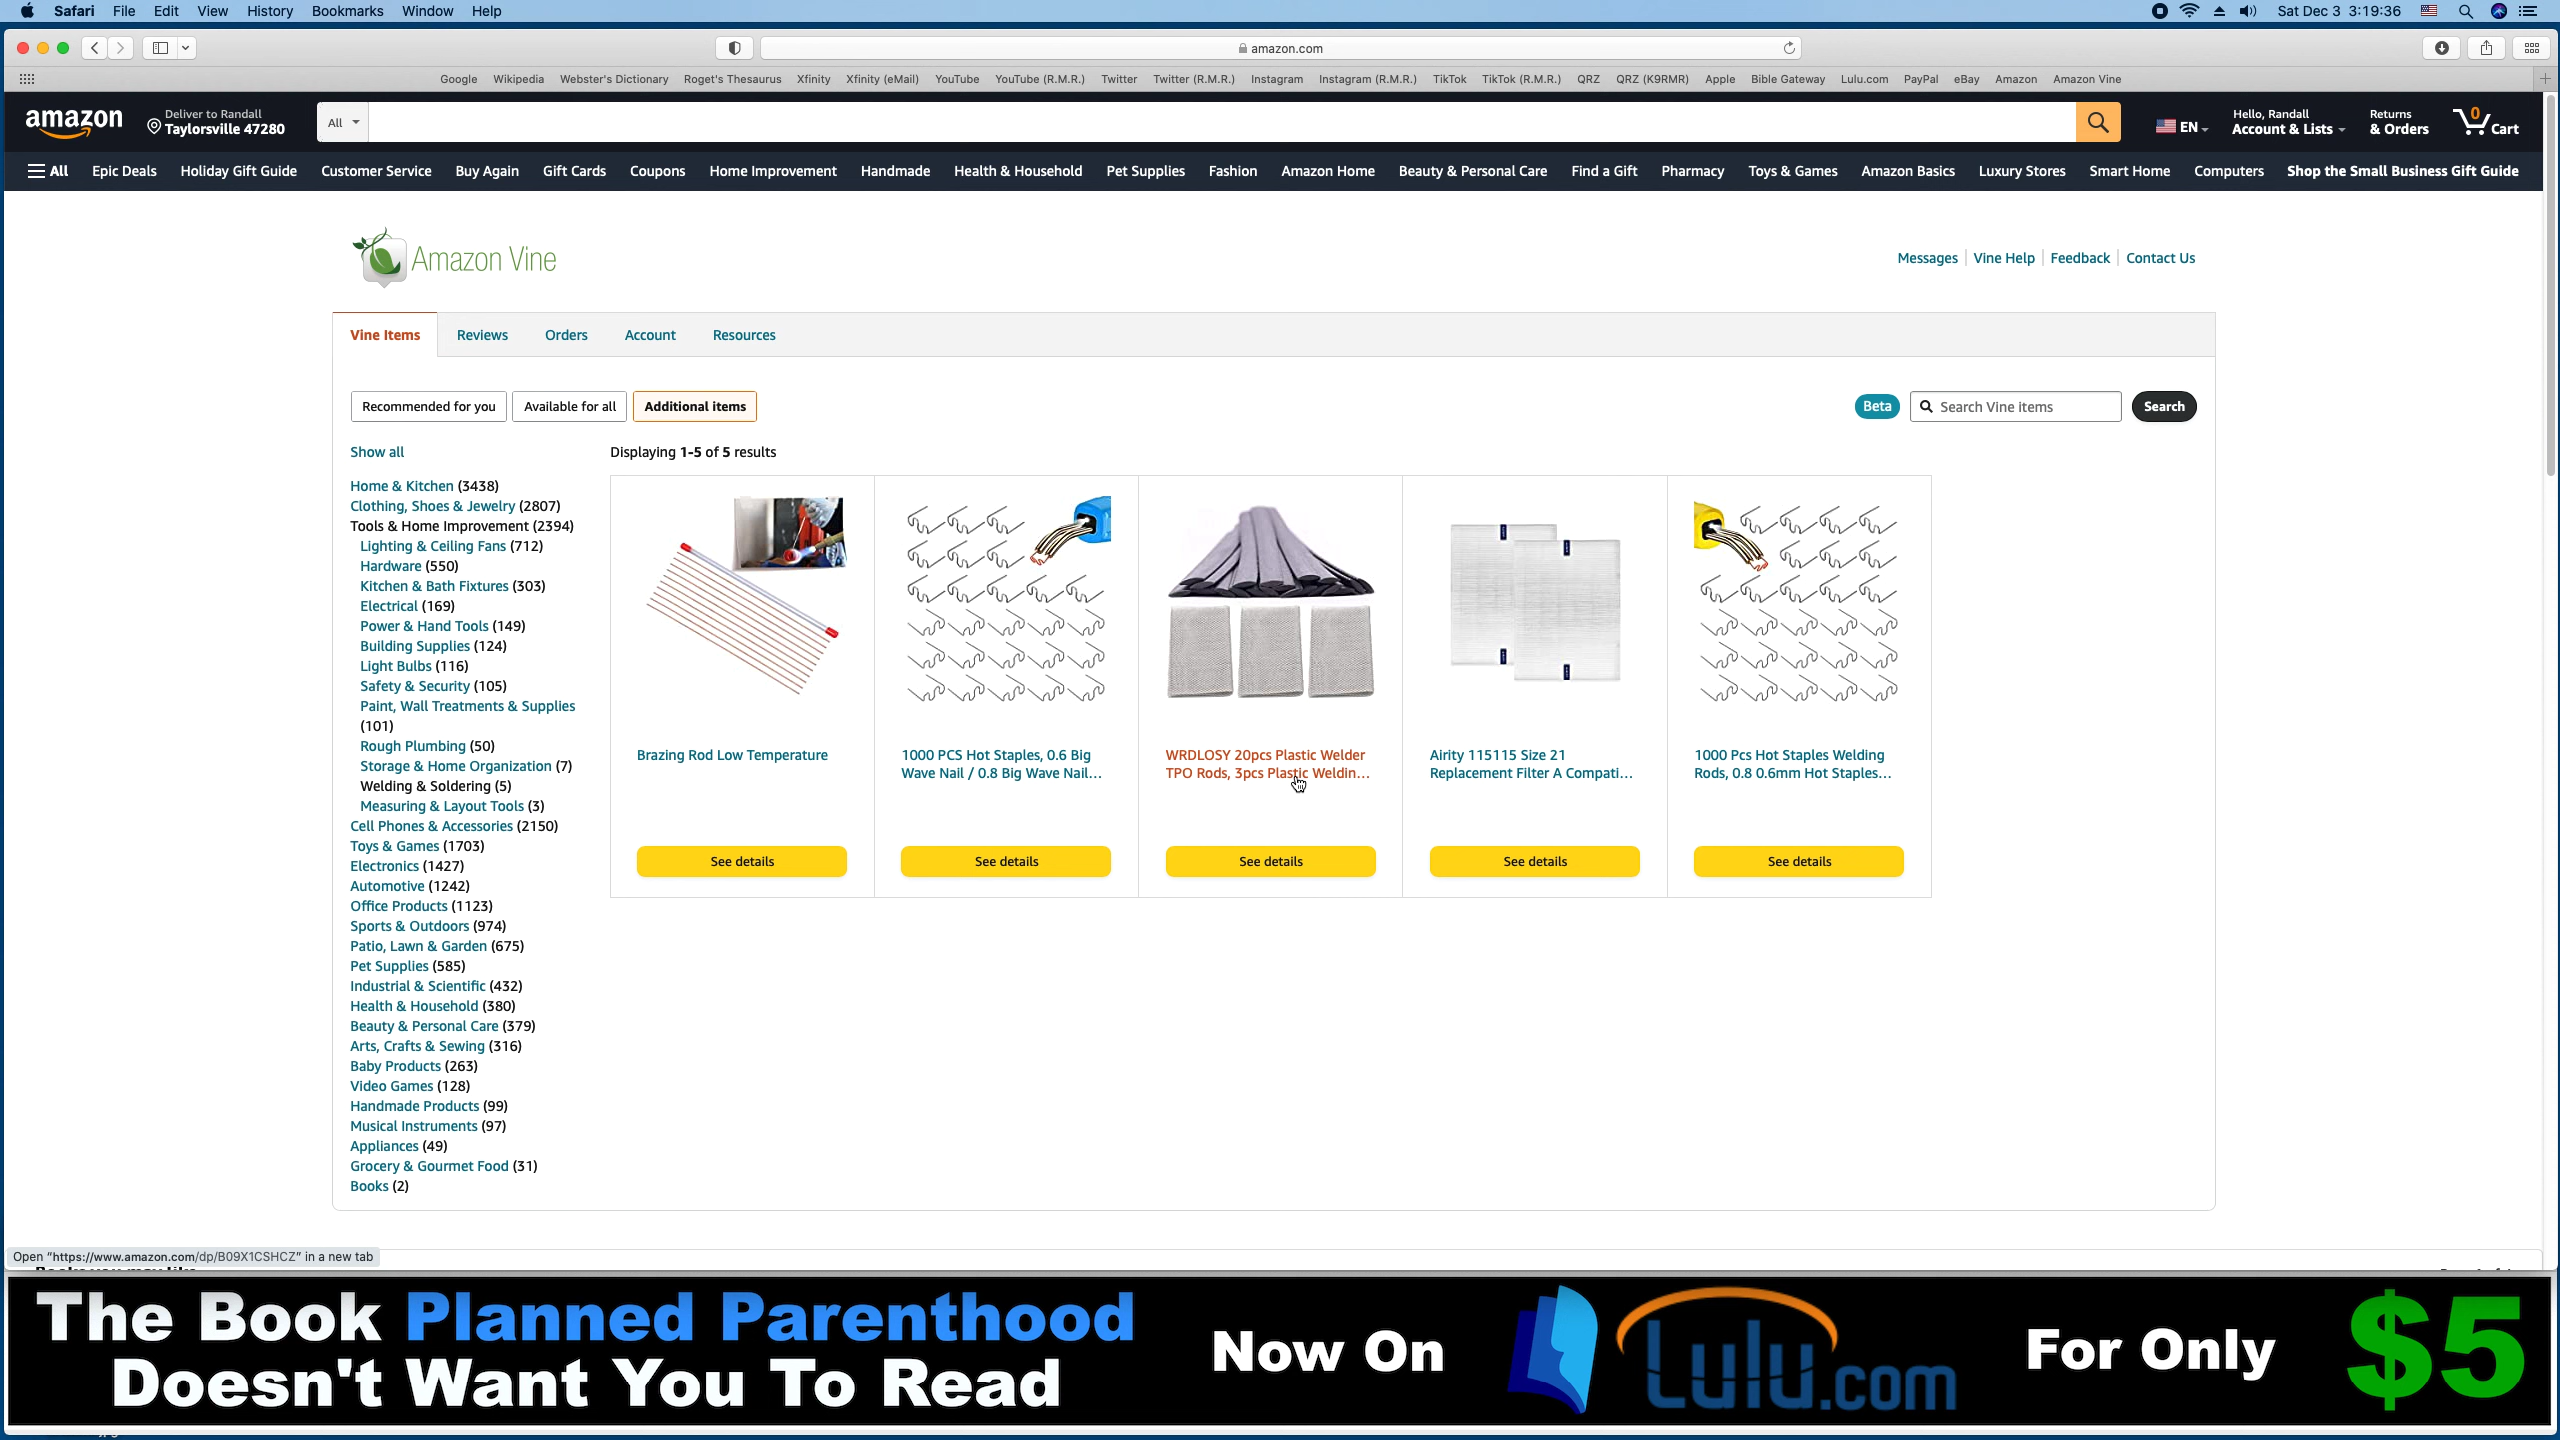 Safari File Edit View History Bookmarks Window Help Sat Dec 3 3:19:36
amazon.com
Google Wikipedia Webster's Dictionary Roget's Thesaurus Xfinity Xfinity (eMail) YouTube YouTube (R.M.R.) Twitter Twitter (R.M.R.) Instagram Instagram (R.M.R.) TikTok TikTok (R.M.R.) QRZ QRZ (K9RMR) Apple Bible Gateway Lulu.com PayPal eBay Amazon Amazon Vine
amazon Deliver to Randall All EN Hello, Randall Returns 0
Taylorsville 47280 Account & Lists & Orders Cart
All Epic Deals Holiday Gift Guide Customer Service Buy Again Gift Cards Coupons Home Improvement Handmade Health & Household Pet Supplies Fashion Amazon Home Beauty & Personal Care Find a Gift Pharmacy Toys & Games Amazon Basics Luxury Stores Smart Home Computers Shop the Small Business Gift Guide
Amazon Vine
Messages Vine Help Feedback Contact Us
Vine Items Reviews Orders Account Resources
Recommended for you Available for all Additional items Beta Search Vine items Search
Show all
Home & Kitchen (3438)
Clothing, Shoes & Jewelry (2807)
Tools & Home Improvement (2394)
Lighting & Ceiling Fans (712)
Hardware (550)
Kitchen & Bath Fixtures (303)
Electrical (169)
Power & Hand Tools (149)
Building Supplies (124)
Light Bulbs (116)
Safety & Security (105)
Paint, Wall Treatments & Supplies
(101)
Rough Plumbing (50)
Storage & Home Organization (7)
Welding & Soldering (5)
Measuring & Layout Tools (3)
Cell Phones & Accessories (2150)
Toys & Games (1703)
Electronics (1427)
Automotive (1242)
Office Products (1123)
Sports & Outdoors (974)
Patio, Lawn & Garden (675)
Pet Supplies (585)
Industrial & Scientific (432)
Health & Household (380)
Beauty & Personal Care (379)
Arts, Crafts & Sewing (316)
Baby Products (263)
Video Games (128)
Handmade Products (99)
Musical Instruments (97)
Appliances (49)
Grocery & Gourmet Food (31)
Books (2)
Displaying 1-5 of 5 results
Brazing Rod Low Temperature
See details
1000 PCS Hot Staples, 0.6 Big
Wave Nail / 0.8 Big Wave Nail...
See details
WRDLOSY 20pcs Plastic Welder
TPO Rods, 3pcs Plastic Weldin...
See details
Airity 115115 Size 21
Replacement Filter A Compati...
See details
1000 Pcs Hot Staples Welding
Rods, 0.8 0.6mm Hot Staples...
See details
Open "https://www.amazon.com/dp/B09X1CSHCZ" in a new tab
The Book Planned Parenthood
Doesn't Want You To Read
Now On
Lulu.com
For Only
$5